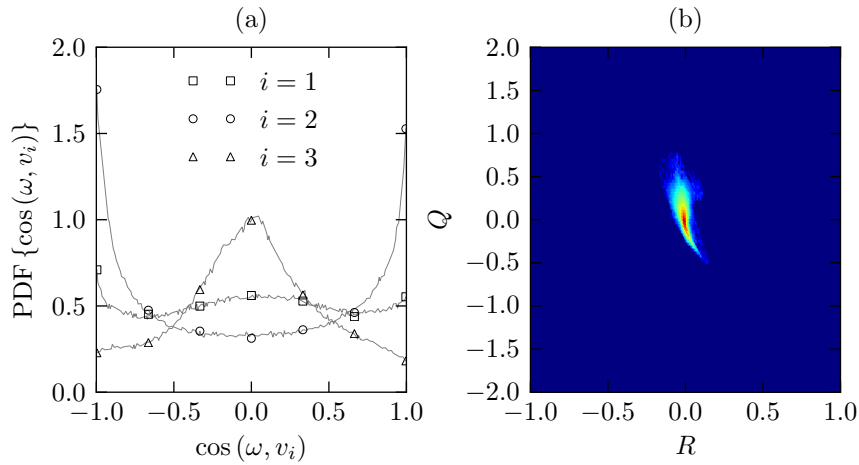 (a)
2.0
1.5
1.0
0.5
0.0
PDF {cos (ω, v_i)}
i = 1
i = 2
i = 3
−1.0 −0.5 0.0 0.5 1.0
cos (ω, v_i)
(b)
2.0
1.5
1.0
0.5
0.0
−0.5
−1.0
−1.5
−2.0
Q
−1.0 −0.5 0.0 0.5 1.0
R